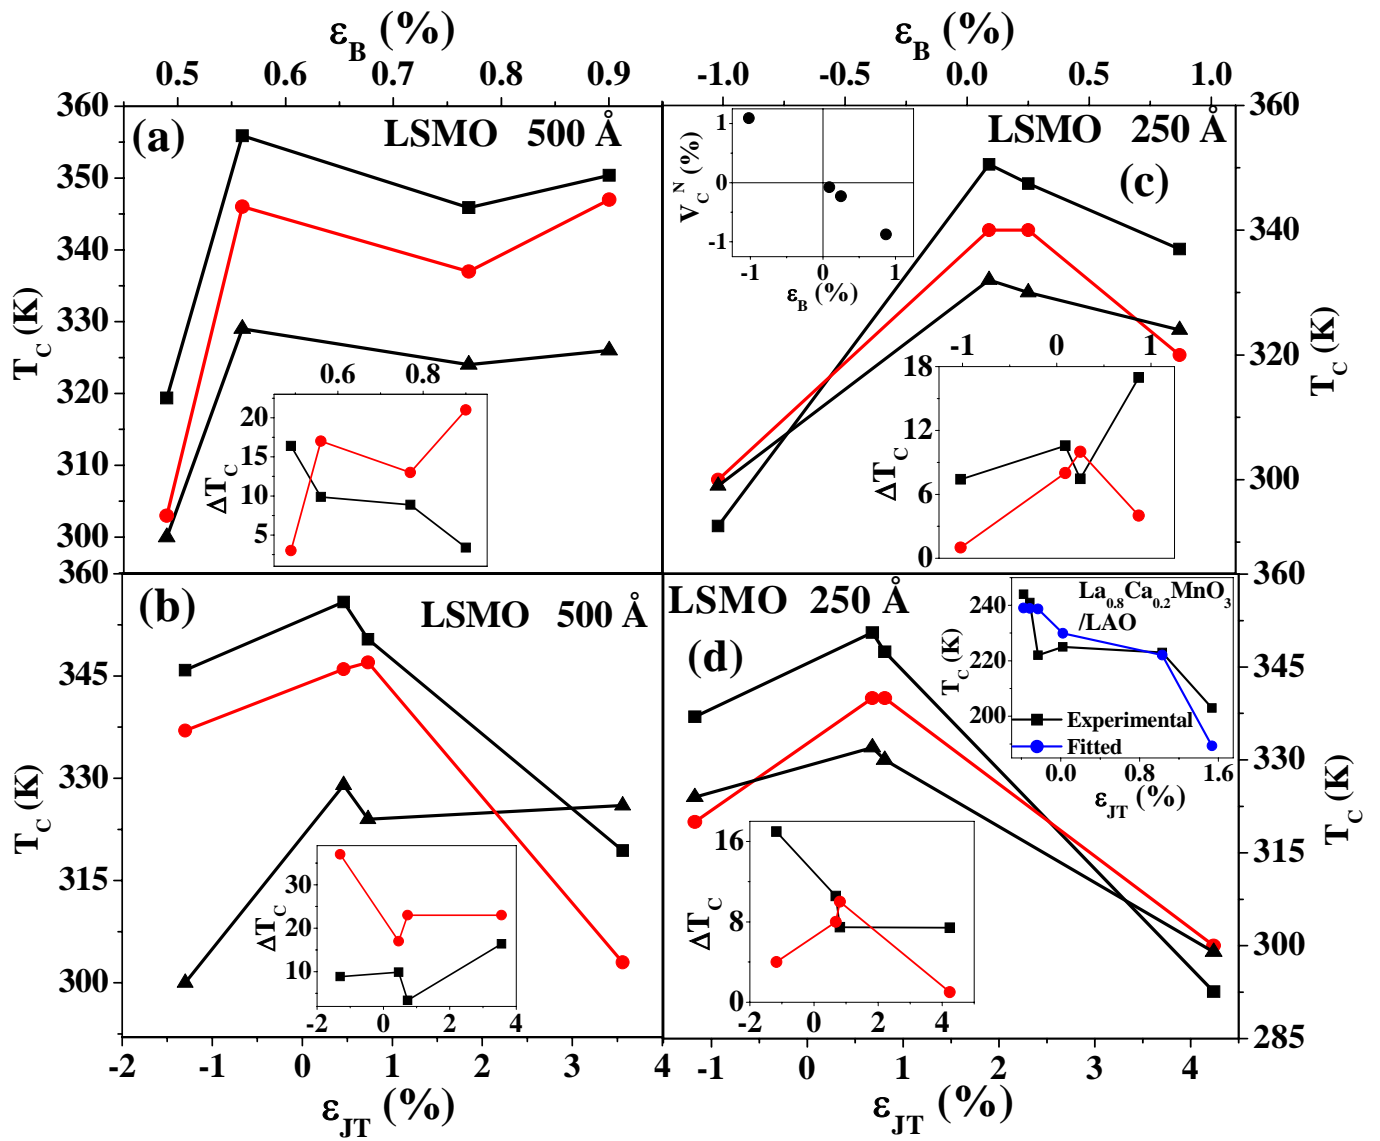 ε_B (%)
ε_B (%)
0.5 0.6 0.7 0.8 0.9
-1.0 -0.5 0.0 0.5 1.0
360
350
340
330
320
310
300
360
T_C (K)
(a) LSMO 500 Å
0.6 0.8
20
15
10
5
ΔT_C
LSMO 250 Å
(c)
1
0
-1
V_C^N (%)
-1 0 1
ε_B (%)
-1 0 1
18
12
6
0
ΔT_C
360
340
320
300
360
T_C (K)
(b) LSMO 500 Å
345
330
315
300
T_C (K)
30
20
10
ΔT_C
-2 0 2 4
-2 -1 0 1 2 3 4
ε_JT (%)
LSMO 250 Å
(d)
La_0.8Ca_0.2MnO_3
/LAO
240
220
200
T_C (K)
Experimental
Fitted
0.0 0.8 1.6
ε_JT (%)
16
8
0
ΔT_C
-2 0 2 4
345
330
315
300
285
T_C (K)
-1 0 1 2 3 4
ε_JT (%)